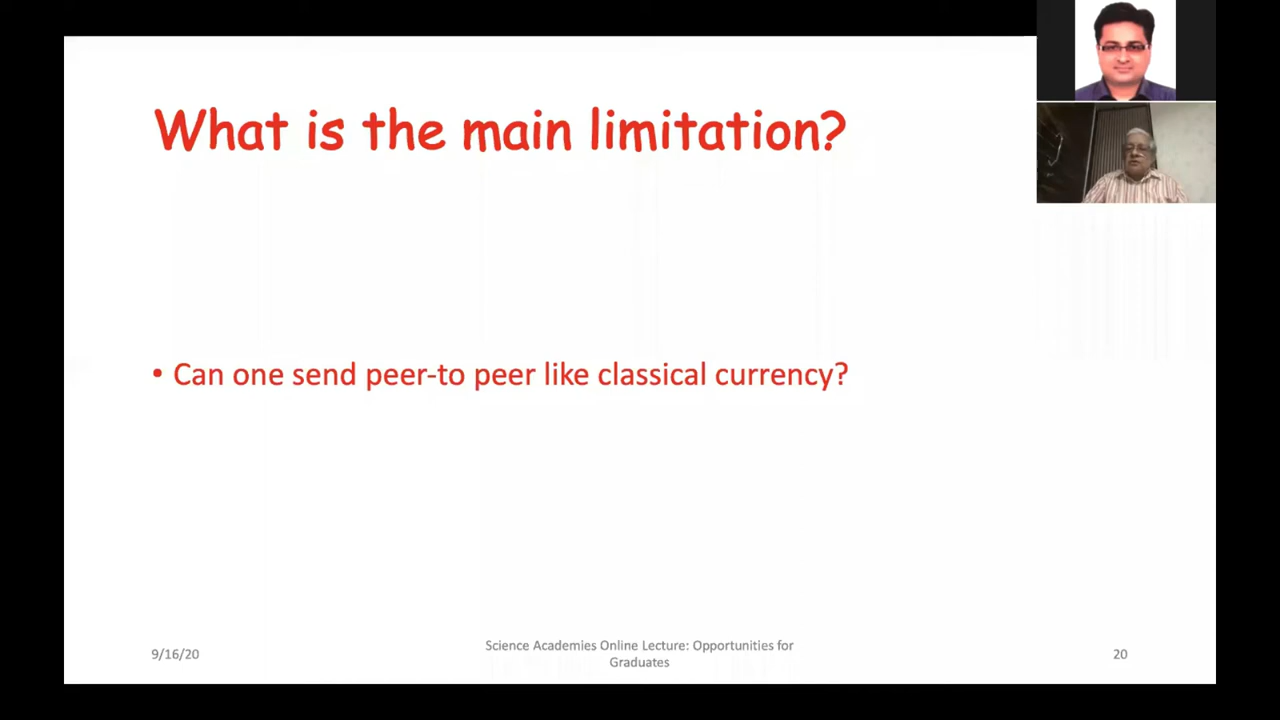 What is the main limitation?
• Can one send peer-to peer like classical currency?
9/16/20
Science Academies Online Lecture: Opportunities for
Graduates
20